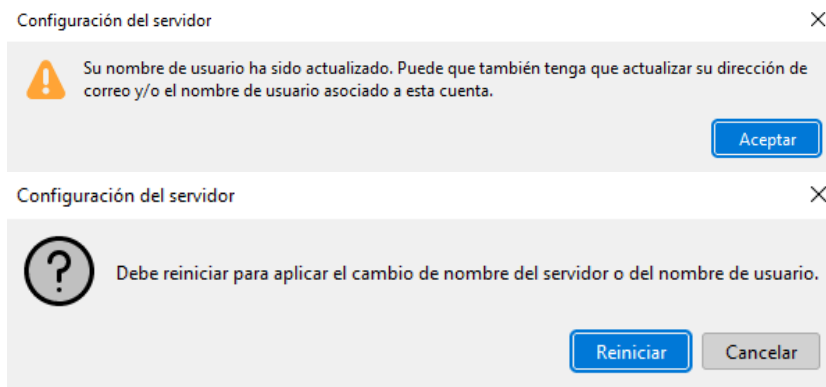 Configuración del servidor
Su nombre de usuario ha sido actualizado. Puede que también tenga que actualizar su dirección de
correo y/o el nombre de usuario asociado a esta cuenta.
Aceptar
Configuración del servidor
Debe reiniciar para aplicar el cambio de nombre del servidor o del nombre de usuario.
Reiniciar Cancelar